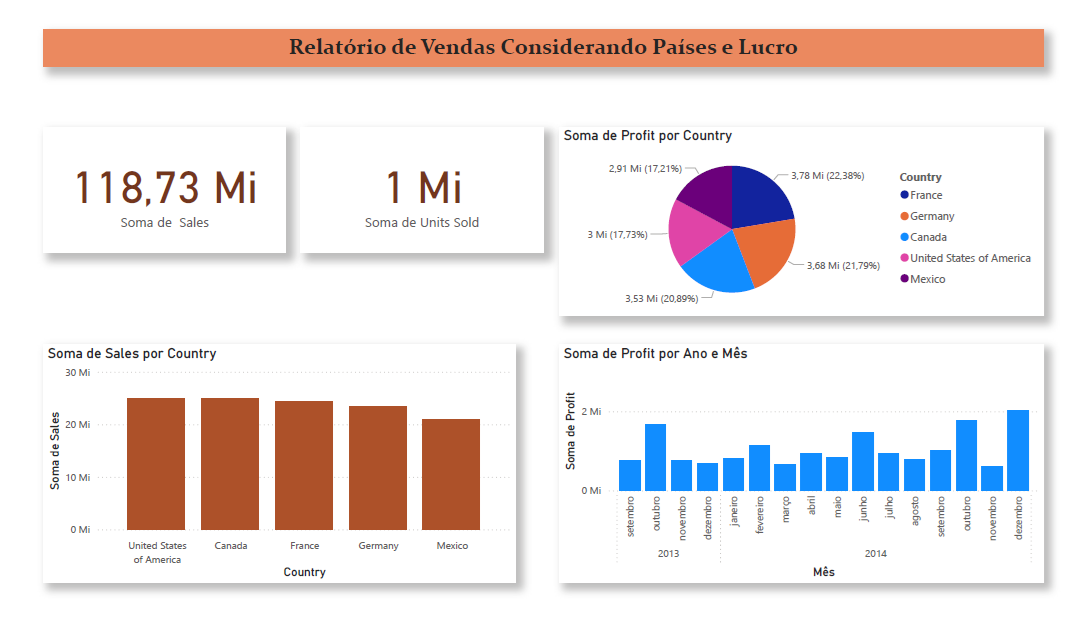 Relatório de Vendas Considerando Países e Lucro
118,73 Mi
Soma de Sales
1 Mi
Soma de Units Sold
Soma de Profit por Country
2,91 Mi (17,21%)
3,78 Mi (22,38%)
3 Mi (17,73%)
3,68 Mi (21,79%)
3,53 Mi (20,89%)
Country
France
Germany
Canada
United States of America
Mexico
Soma de Sales por Country
Soma de Sales
30 Mi
20 Mi
10 Mi
0 Mi
United States
of America
Canada
France
Germany
Mexico
Country
Soma de Profit por Ano e Mês
Soma de Profit
2 Mi
0 Mi
setembro
outubro
novembro
dezembro
janeiro
fevereiro
março
abril
maio
junho
julho
agosto
setembro
outubro
novembro
dezembro
2013
2014
Mês